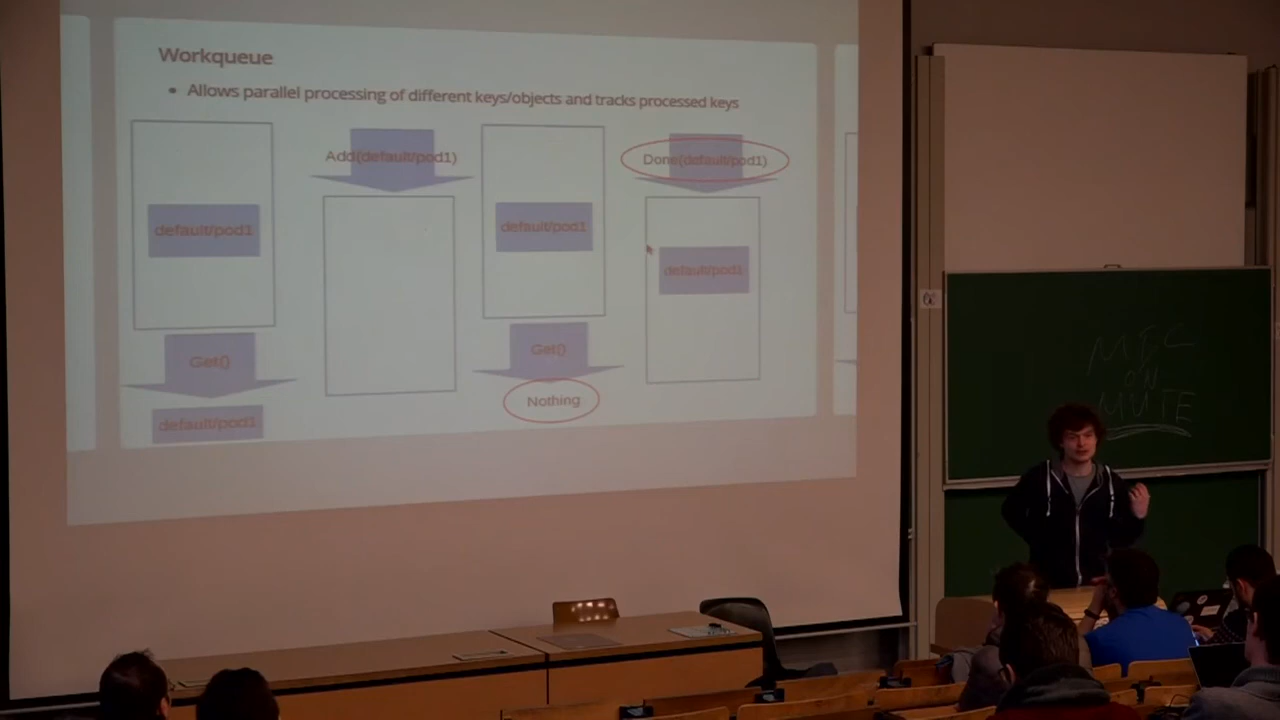 Workqueue
• Allows parallel processing of different keys/objects and tracks processed keys
default/pod1
Get()
default/pod1
Add(default/pod1)
default/pod1
Get()
Nothing
Done(default/pod1)
default/pod1
ON
MUTE